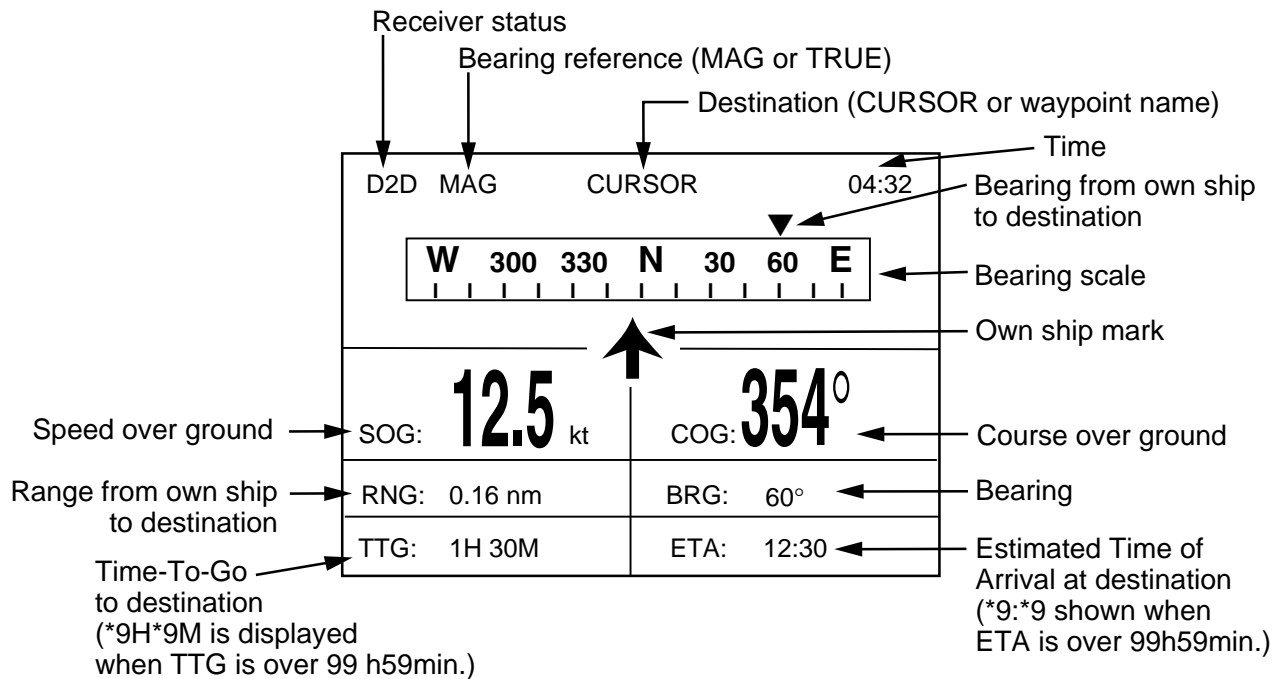 Receiver status
Bearing reference (MAG or TRUE)
Destination (CURSOR or waypoint name)
Time
D2D MAG CURSOR 04:32
Bearing from own ship
to destination
W 300 330 N 30 60 E
Bearing scale
Own ship mark
Speed over ground
SOG: 12.5 kt
COG: 354°
Course over ground
Range from own ship
to destination
RNG: 0.16 nm
BRG: 60°
Bearing
TTG: 1H 30M
ETA: 12:30
Time-To-Go
to destination
(*9H*9M is displayed
when TTG is over 99 h59min.)
Estimated Time of
Arrival at destination
(*9:*9 shown when
ETA is over 99h59min.)